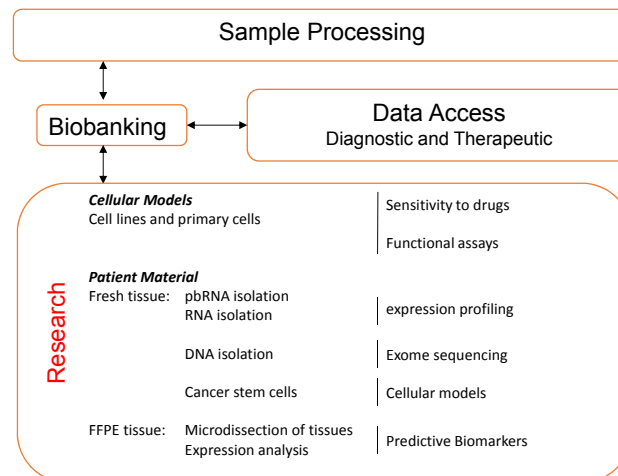 Sample Processing
Biobanking
Data Access
Diagnostic and Therapeutic
Research
Cellular Models
Cell lines and primary cells
Sensitivity to drugs
Functional assays
Patient Material
Fresh tissue: pbRNA isolation
RNA isolation
expression profiling
DNA isolation
Exome sequencing
Cancer stem cells
Cellular models
FFPE tissue: Microdissection of tissues
Expression analysis
Predictive Biomarkers